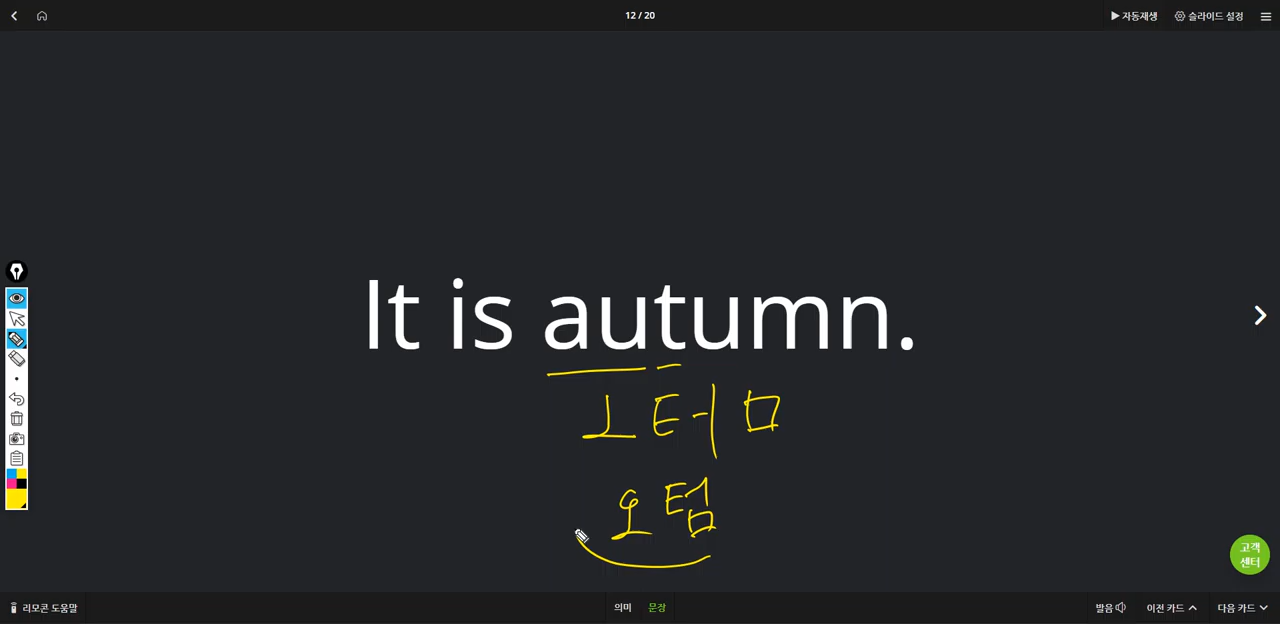 12 / 20
자동재생
슬라이드 설정
It is autumn.
ㅗ ㅌ ㅓ ㅁ
오 텀
고객
센터
리모콘 도움말
의미
문장
발음
이전 카드
다음 카드